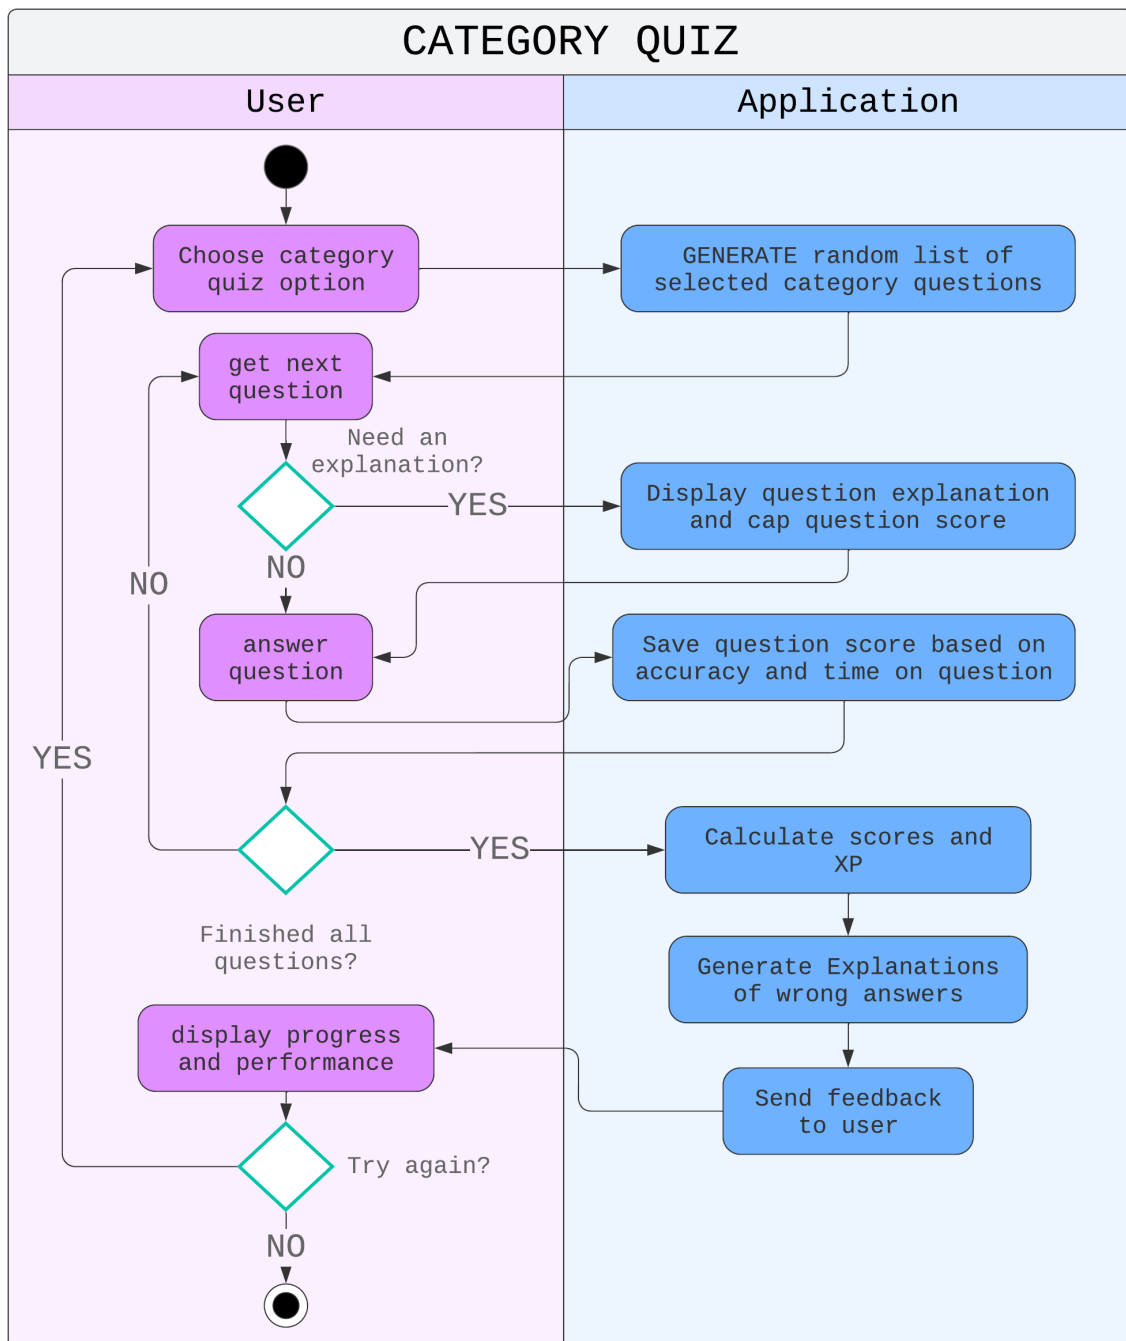 CATEGORY QUIZ
User
Application
Choose category
quiz option
GENERATE random list of
selected category questions
get next
question
Need an
explanation?
YES
Display question explanation
and cap question score
NO
NO
answer
question
Save question score based on
accuracy and time on question
YES
YES
Calculate scores and
XP
Finished all
questions?
Generate Explanations
of wrong answers
display progress
and performance
Send feedback
to user
Try again?
NO